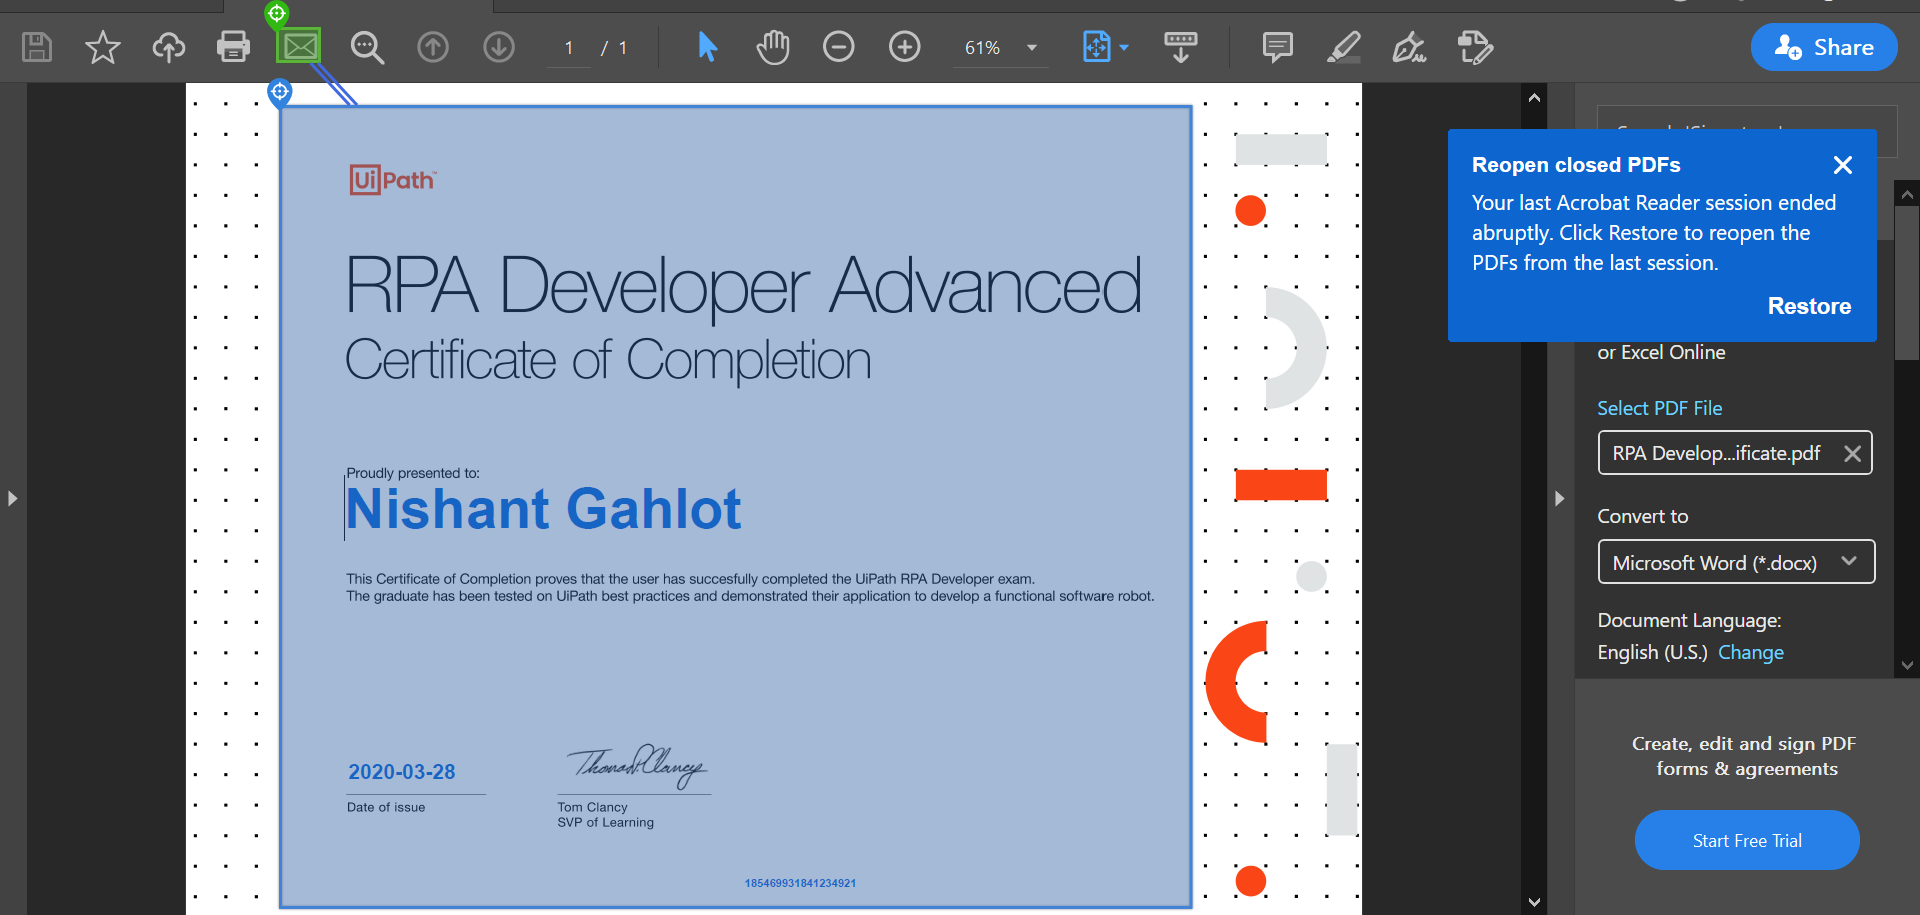 1 / 1
61%
Share
UiPath™
RPA Developer Advanced
Certificate of Completion
Proudly presented to:
Nishant Gahlot
This Certificate of Completion proves that the user has succesfully completed the UiPath RPA Developer exam.
The graduate has been tested on UiPath best practices and demonstrated their application to develop a functional software robot.
2020-03-28
Date of issue
Tom Clancy
SVP of Learning
185469931841234921
Reopen closed PDFs
Your last Acrobat Reader session ended
abruptly. Click Restore to reopen the
PDFs from the last session.
Restore
or Excel Online
Select PDF File
RPA Develop...ificate.pdf
Convert to
Microsoft Word (*.docx)
Document Language:
English (U.S.) Change
Create, edit and sign PDF
forms & agreements
Start Free Trial